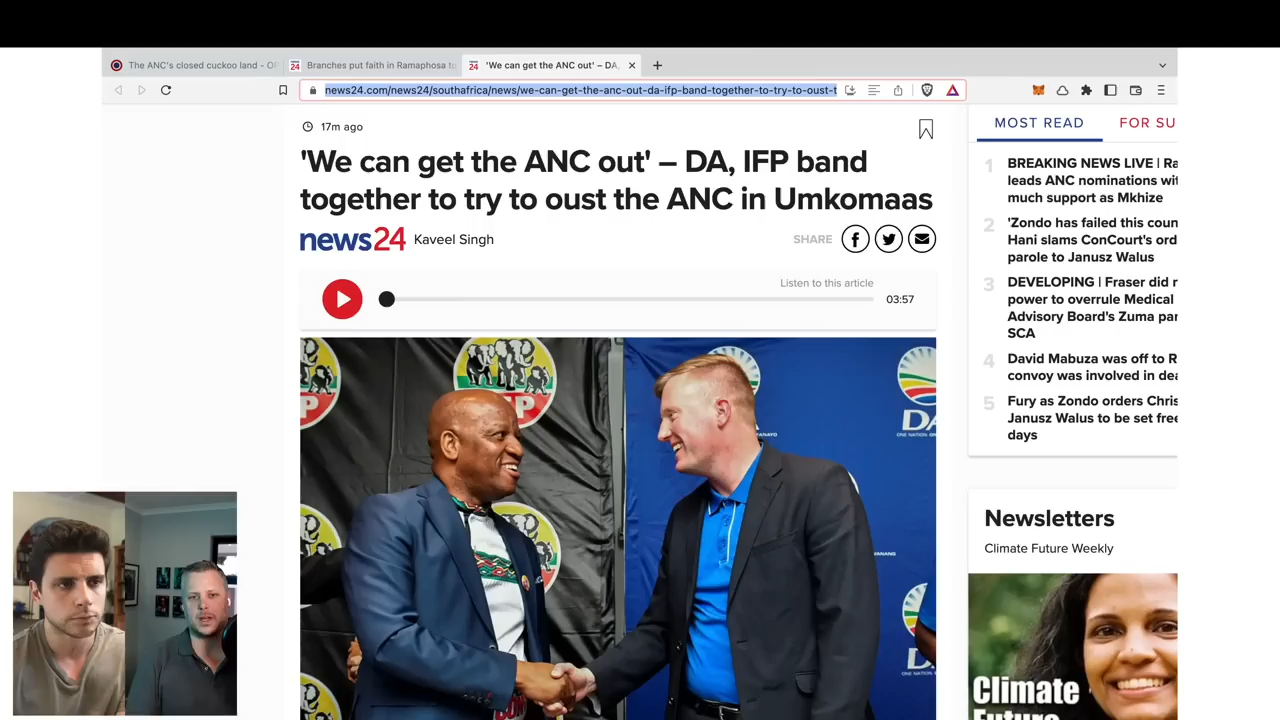 The ANC's closed cuckoo land - O
Branches put faith in Ramaphosa to
'We can get the ANC out' – DA,
news24.com/news24/southafrica/news/we-can-get-the-anc-out-da-ifp-band-together-to-try-to-oust-t
17m ago
'We can get the ANC out' – DA, IFP band
together to try to oust the ANC in Umkomaas
news24 Kaveel Singh
SHARE
Listen to this article
03:57
MOST READ
FOR SU
1 BREAKING NEWS LIVE | Ra
leads ANC nominations wi
much support as Mkhize
2 'Zondo has failed this coun
Hani slams ConCourt's ord
parole to Janusz Walus
3 DEVELOPING | Fraser did n
power to overrule Medical
Advisory Board's Zuma par
SCA
4 David Mabuza was off to R
convoy was involved in dea
5 Fury as Zondo orders Chris
Janusz Walus to be set free
days
DA
Newsletters
Climate Future Weekly
Climate
Future